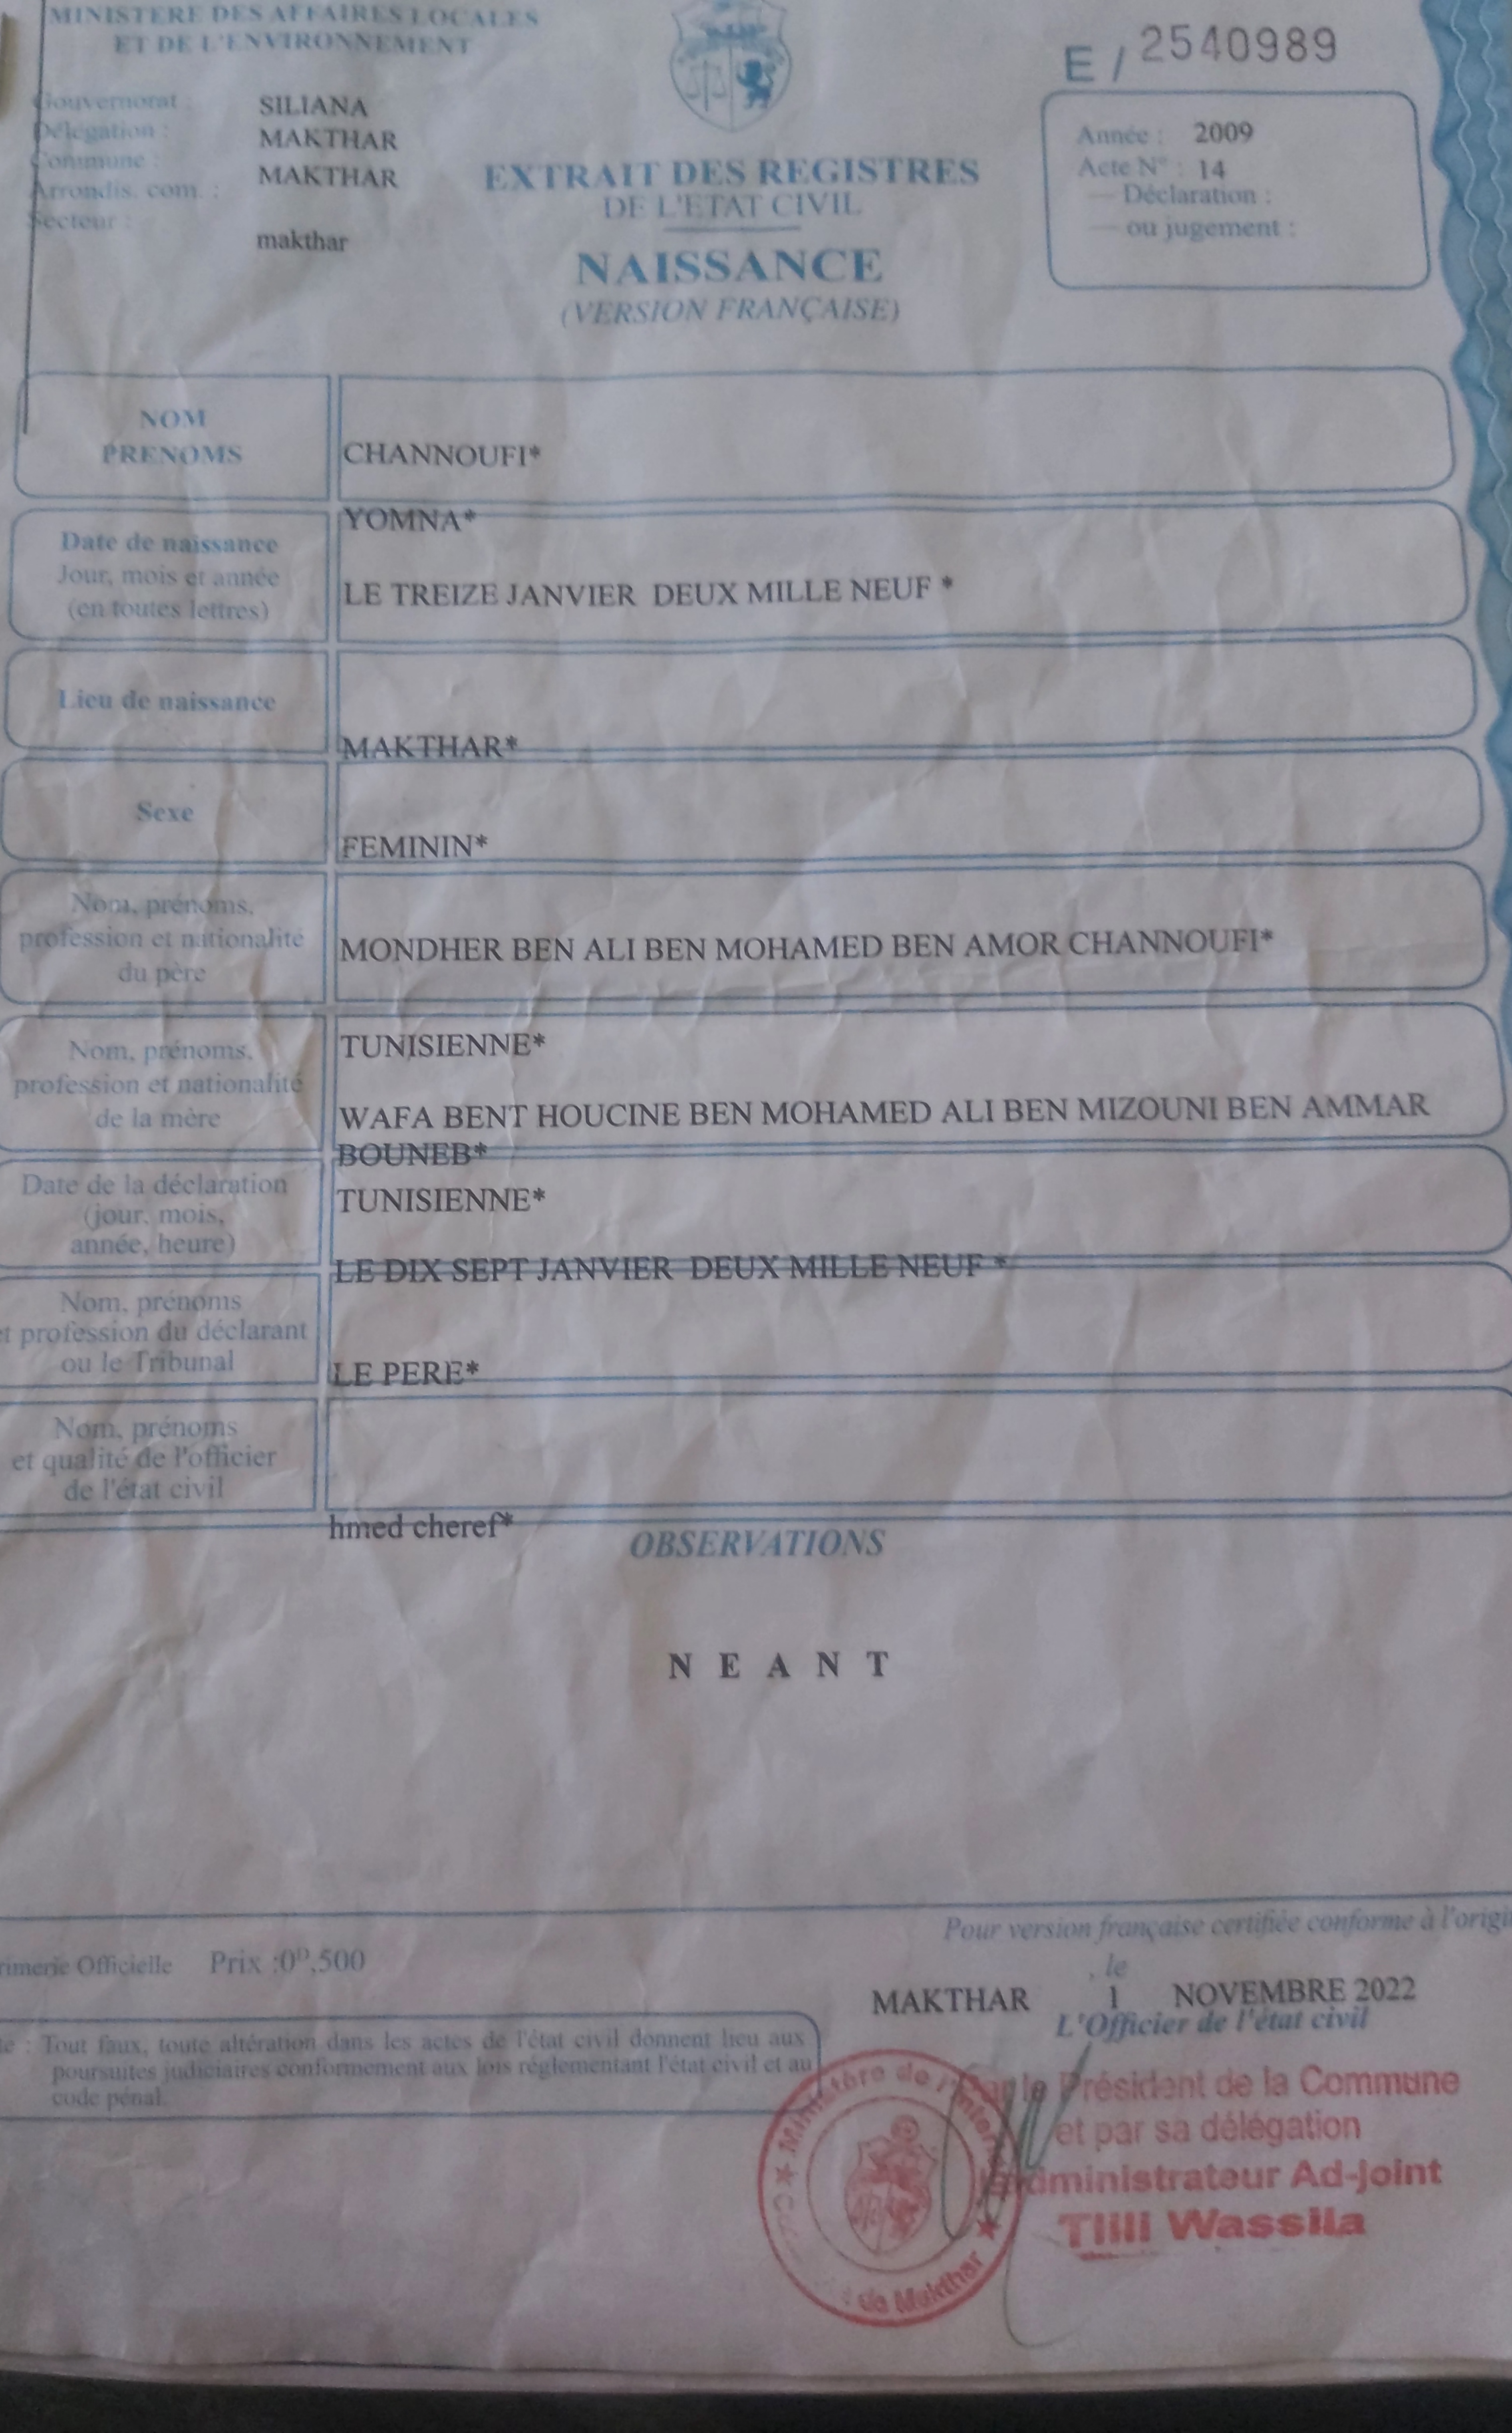 MINISTERE DES AFFAIRES LOCALES
ET DE L'ENVIRONNEMENT
Gouvernorat : SILIANA
Délégation : MAKTHAR
Commune : MAKTHAR
Arrondis. com. :
Secteur : makthar
E / 2540989
Année : 2009
Acte N° : 14
— Déclaration :
— ou jugement :
EXTRAIT DES REGISTRES
DE L'ETAT CIVIL
NAISSANCE
(VERSION FRANÇAISE)
NOM
PRENOMS
CHANNOUFI*
YOMNA*
Date de naissance
Jour, mois et année
(en toutes lettres)
LE TREIZE JANVIER DEUX MILLE NEUF *
Lieu de naissance
MAKTHAR*
Sexe
FEMININ*
Nom, prénoms,
profession et nationalité
du père
MONDHER BEN ALI BEN MOHAMED BEN AMOR CHANNOUFI*
TUNISIENNE*
Nom, prénoms,
profession et nationalité
de la mère
WAFA BENT HOUCINE BEN MOHAMED ALI BEN MIZOUNI BEN AMMAR
BOUNEB*
TUNISIENNE*
Date de la déclaration
(jour, mois,
année, heure)
LE DIX SEPT JANVIER DEUX MILLE NEUF *
Nom, prénoms
et profession du déclarant
ou le Tribunal
LE PERE*
Nom, prénoms
et qualité de l'officier
de l'état civil
hmed cheref*
OBSERVATIONS
N E A N T
Pour version française certifiée conforme à l'origi
rimerie Officielle Prix :0ᴰ,500
, le
MAKTHAR 1 NOVEMBRE 2022
L'Officier de l'état civil
: Tout faux, toute altération dans les actes de l'état civil donnent lieu aux
poursuites judiciaires conformement aux lois réglementant l'état civil et au
code pénal.
le Président de la Commune
et par sa délégation
Administrateur Ad-joint
Tlili Wassila
Ministère de l'Interieur
de Makthar